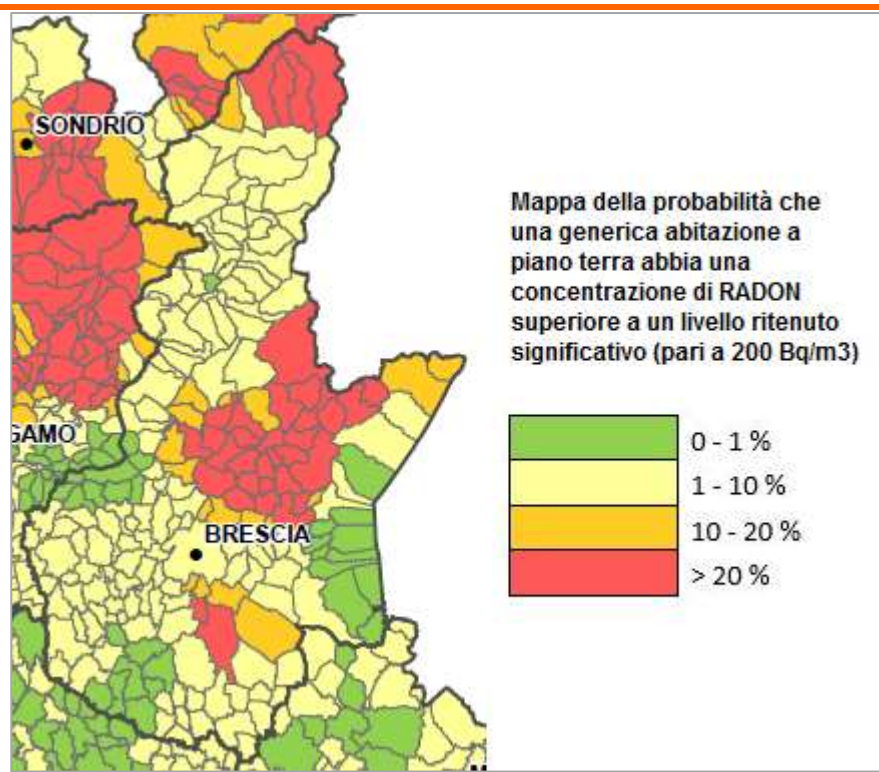 SONDRIO
GAMO
BRESCIA
Mappa della probabilità che
una generica abitazione a
piano terra abbia una
concentrazione di RADON
superiore a un livello ritenuto
significativo (pari a 200 Bq/m3)
0 - 1 %
1 - 10 %
10 - 20 %
> 20 %